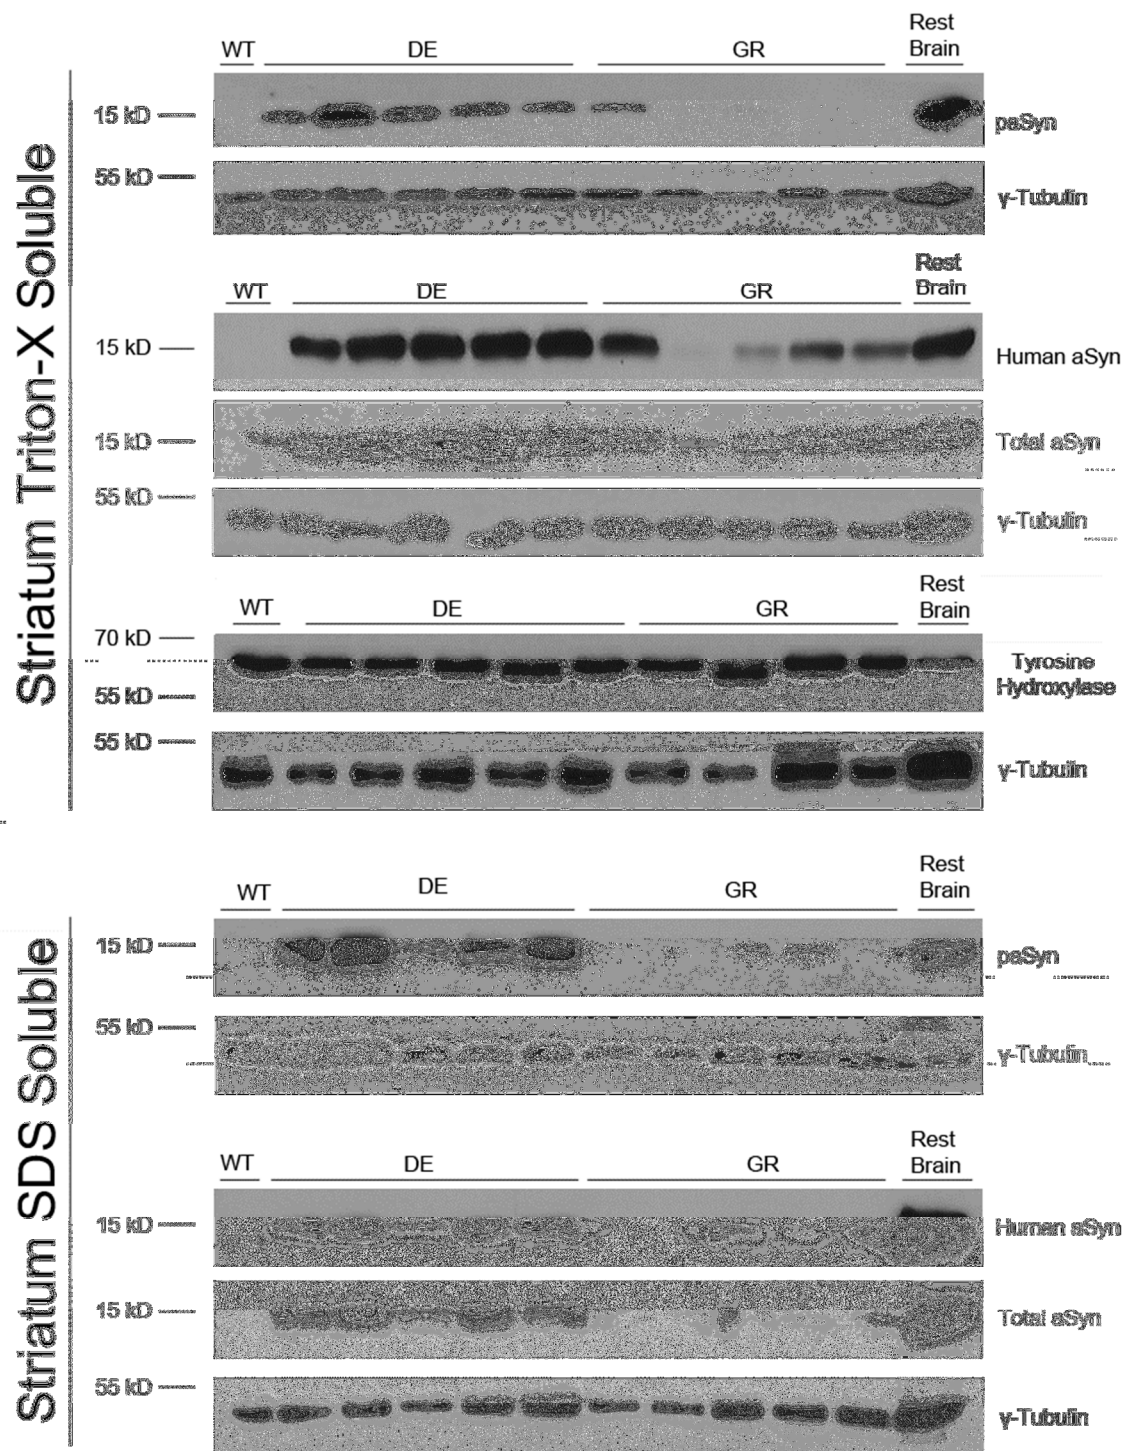 Striatum Triton-X Soluble
WT DE GR Rest Brain
15 kD paSyn
55 kD γ-Tubulin
WT DE GR Rest Brain
15 kD Human aSyn
15 kD Total aSyn
55 kD γ-Tubulin
WT DE GR Rest Brain
70 kD
Tyrosine
55 kD Hydroxylase
55 kD γ-Tubulin
Striatum SDS Soluble
WT DE GR Rest Brain
15 kD paSyn
55 kD γ-Tubulin
WT DE GR Rest Brain
15 kD Human aSyn
15 kD Total aSyn
55 kD γ-Tubulin